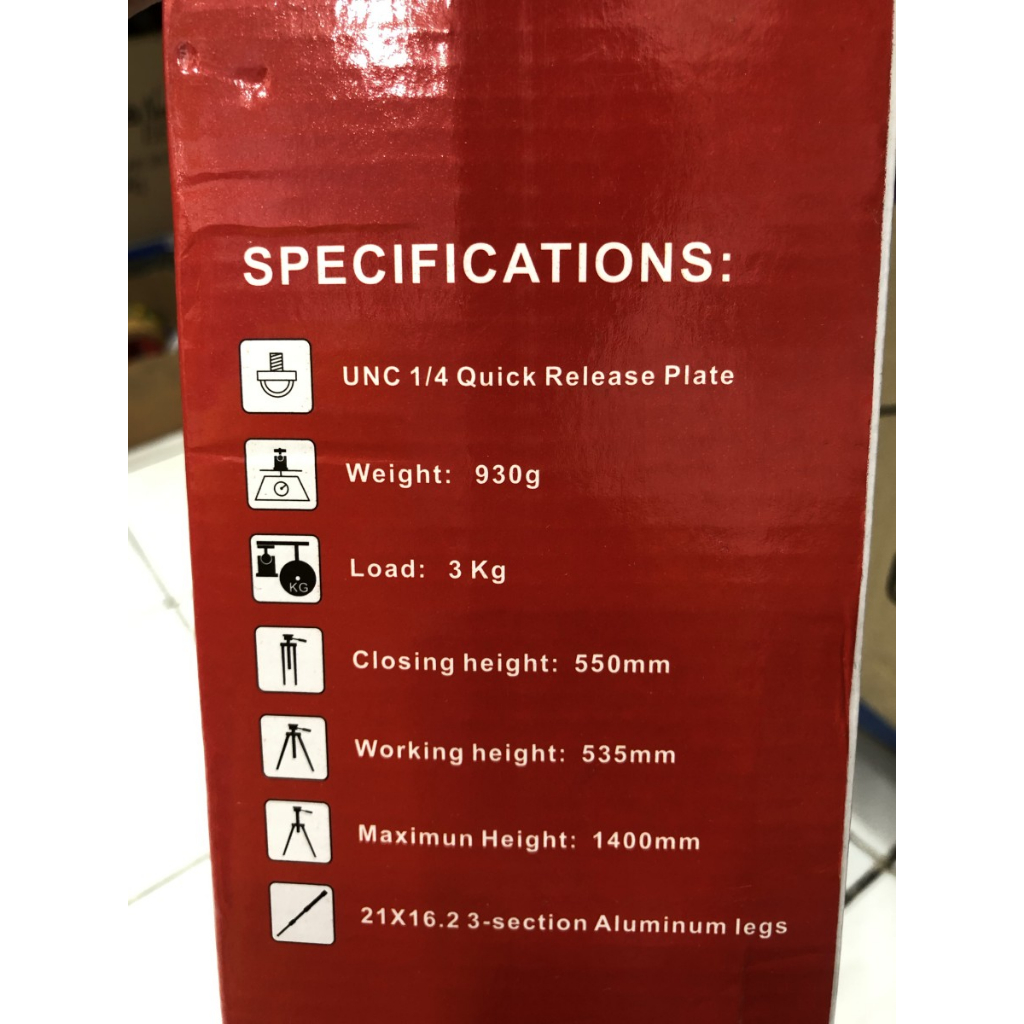 SPECIFICATIONS:
UNC 1/4 Quick Release Plate
Weight: 930g
KG
Load: 3 Kg
Closing height: 550mm
Working height: 535mm
Maximun Height: 1400mm
21X16.2 3-section Aluminum legs